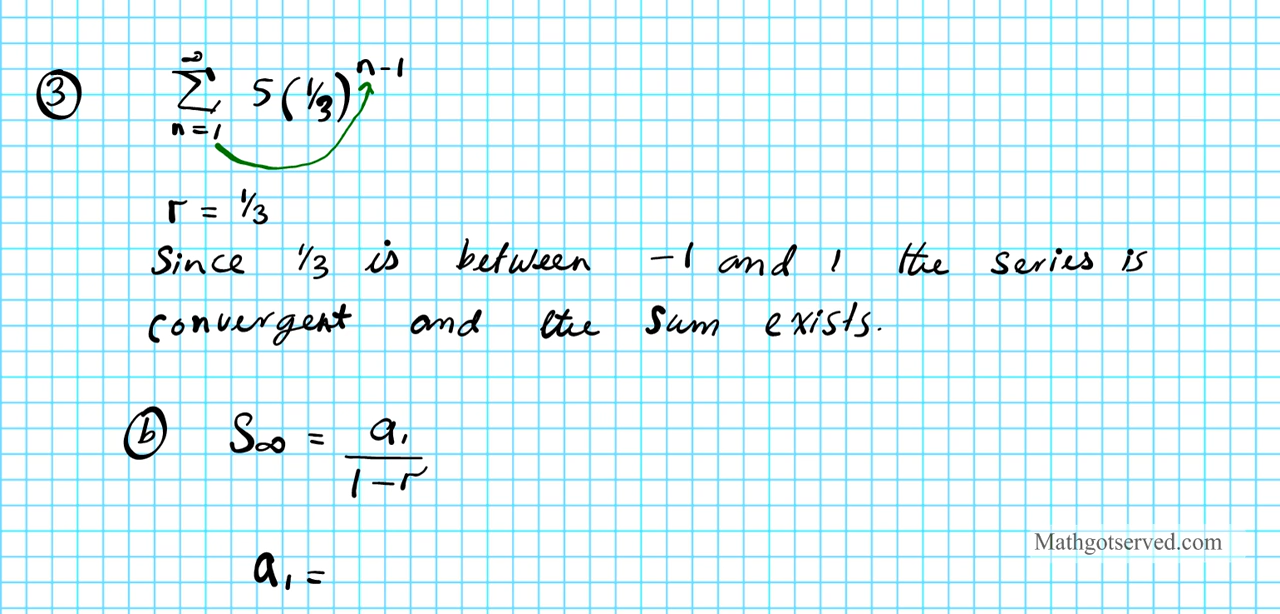 ③ ∞
Σ 5(1/3)^(n-1)
n=1
r = 1/3
Since 1/3 is between -1 and 1 the series is
convergent and the sum exists.
ⓑ S∞ = a₁/(1-r)
Mathgotserved.com
a₁ =